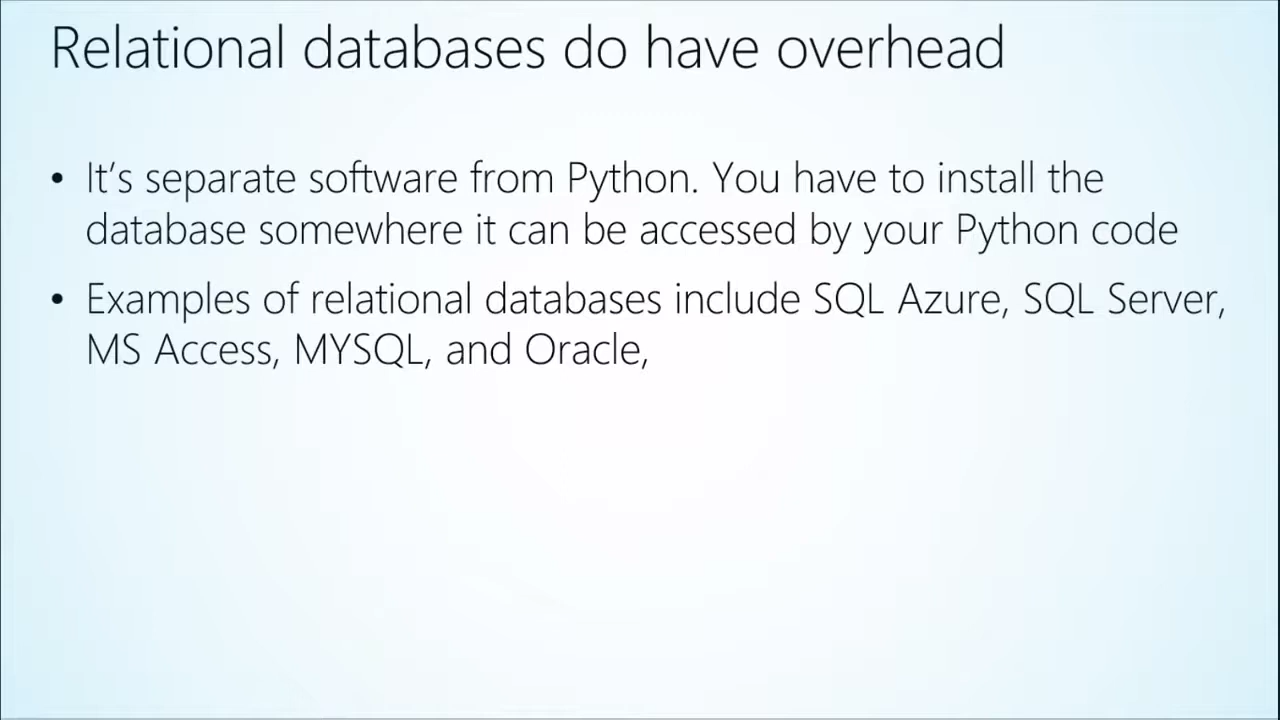 Relational databases do have overhead
• It's separate software from Python. You have to install the
database somewhere it can be accessed by your Python code
• Examples of relational databases include SQL Azure, SQL Server,
MS Access, MYSQL, and Oracle,